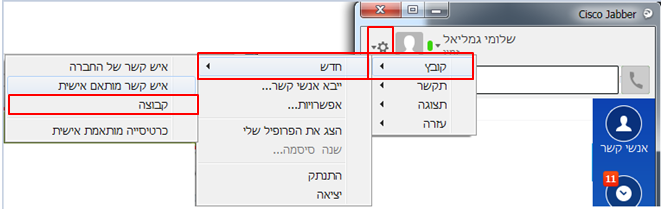 Cisco Jabber
שלומי גמליאל
קובץ
תקשר
תצוגה
עזרה
חדש
ייבא אנשי קשר...
אפשרויות...
הצג את הפרופיל שלי
שנה סיסמה...
התנתק
יציאה
איש קשר של החברה
איש קשר מותאם אישית
קבוצה
כרטיסייה מותאמת אישית
אנשי קשר
11